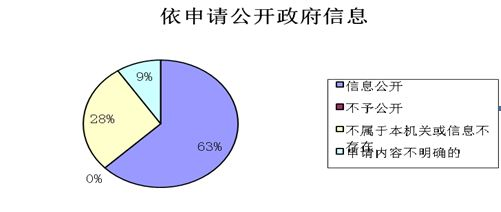 依申请公开政府信息
9%
28%
63%
0%
信息公开
不予公开
不属于本机关或信息不
存在
申请内容不明确的